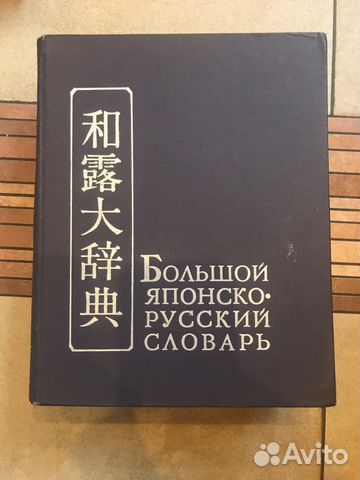 和露大辞典
Большой
японско-
русский
словарь
Avito